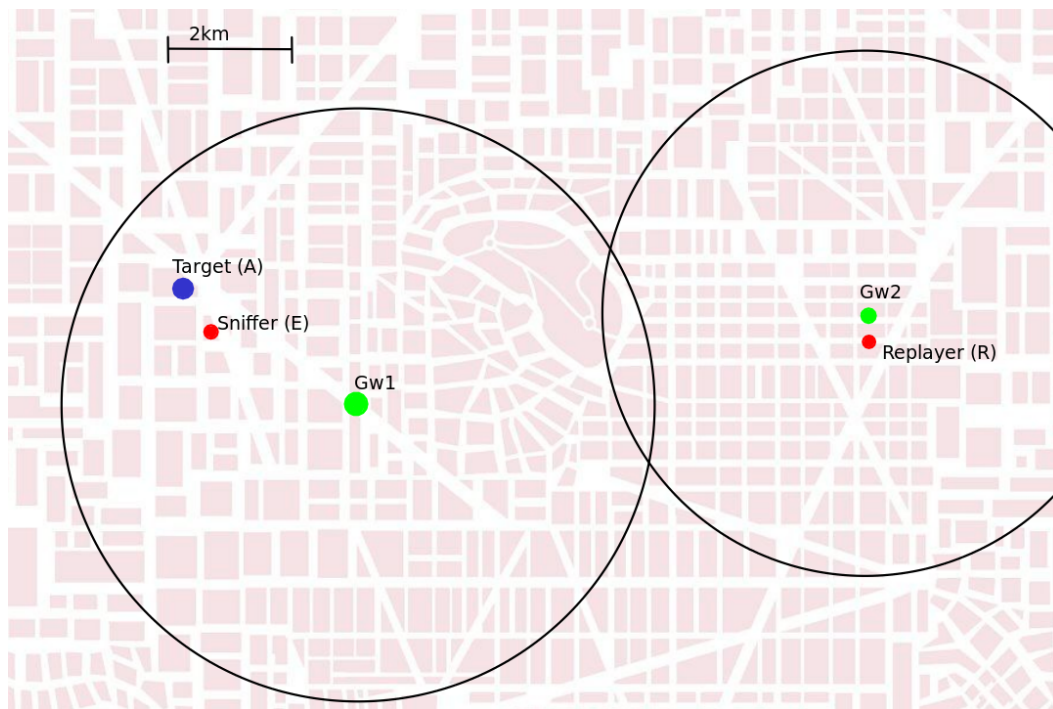 2km
Target (A)
Sniffer (E)
Gw1
Gw2
Replayer (R)